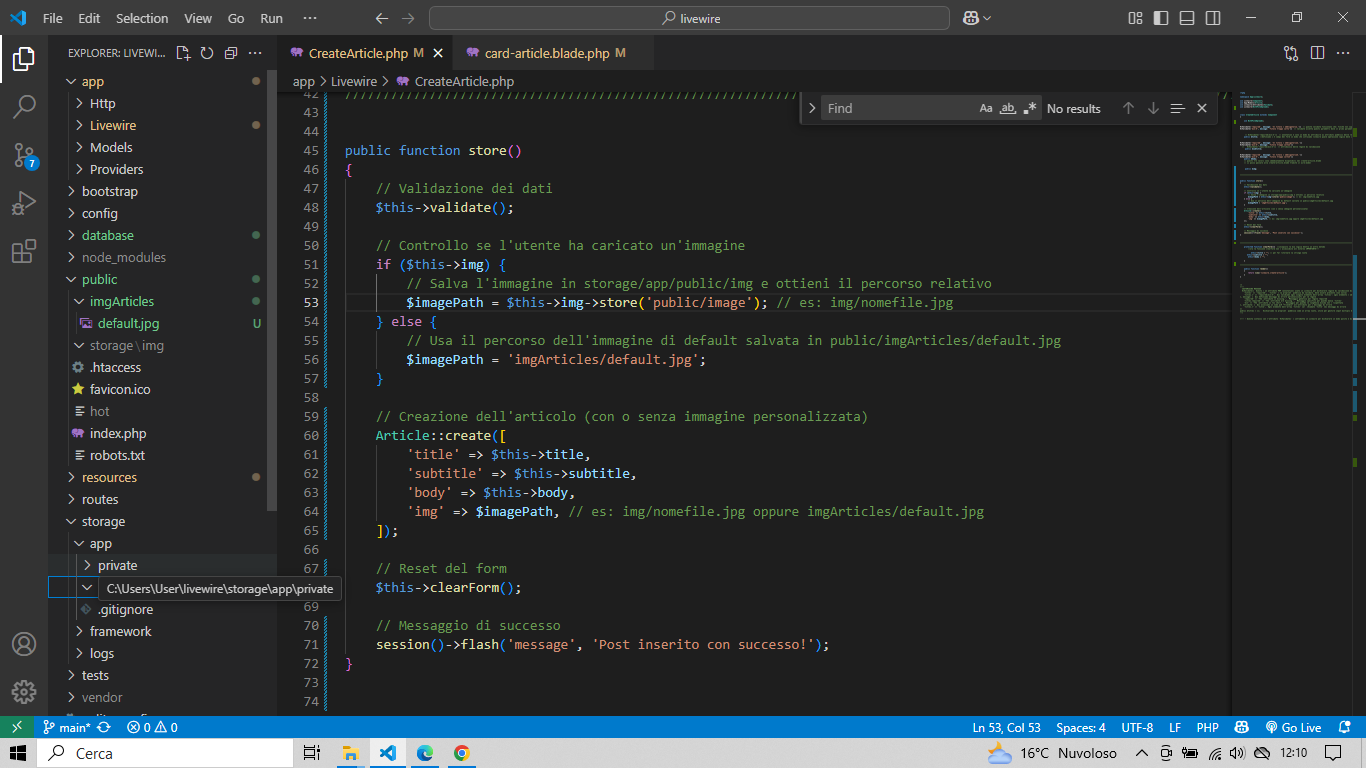 File Edit Selection View Go Run ··· livewire
EXPLORER: LIVEWI...
app
Http
Livewire
Models
Providers
bootstrap
config
database
node_modules
public
imgArticles
default.jpg U
storage\img
.htaccess
favicon.ico
hot
index.php
robots.txt
resources
routes
storage
app
private
C:\Users\User\livewire\storage\app\private
.gitignore
framework
logs
tests
vendor
7
CreateArticle.php M
card-article.blade.php M
app > Livewire > CreateArticle.php
Find Aa ab No results
42 ////////////////////////////////////////////////////////////
43
44
45 public function store()
46 {
47 // Validazione dei dati
48 $this->validate();
49
50 // Controllo se l'utente ha caricato un'immagine
51 if ($this->img) {
52 // Salva l'immagine in storage/app/public/img e ottieni il percorso relativo
53 $imagePath = $this->img->store('public/image'); // es: img/nomefile.jpg
54 } else {
55 // Usa il percorso dell'immagine di default salvata in public/imgArticles/default.jpg
56 $imagePath = 'imgArticles/default.jpg';
57 }
58
59 // Creazione dell'articolo (con o senza immagine personalizzata)
60 Article::create([
61 'title' => $this->title,
62 'subtitle' => $this->subtitle,
63 'body' => $this->body,
64 'img' => $imagePath, // es: img/nomefile.jpg oppure imgArticles/default.jpg
65 ]);
66
67 // Reset del form
68 $this->clearForm();
69
70 // Messaggio di successo
71 session()->flash('message', 'Post inserito con successo!');
72 }
73
74
main* 0 0 Ln 53, Col 53 Spaces: 4 UTF-8 LF PHP Go Live
Cerca 16°C Nuvoloso 12:10